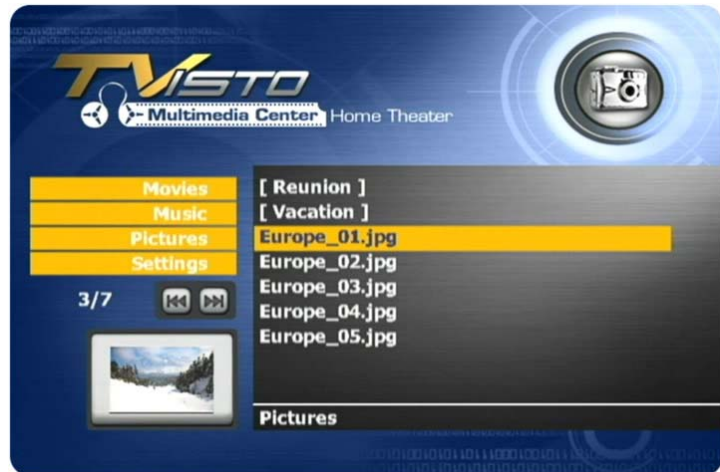 TVISTO
Multimedia Center Home Theater
Movies
Music
Pictures
Settings
3/7
[ Reunion ]
[ Vacation ]
Europe_01.jpg
Europe_02.jpg
Europe_03.jpg
Europe_04.jpg
Europe_05.jpg
Pictures